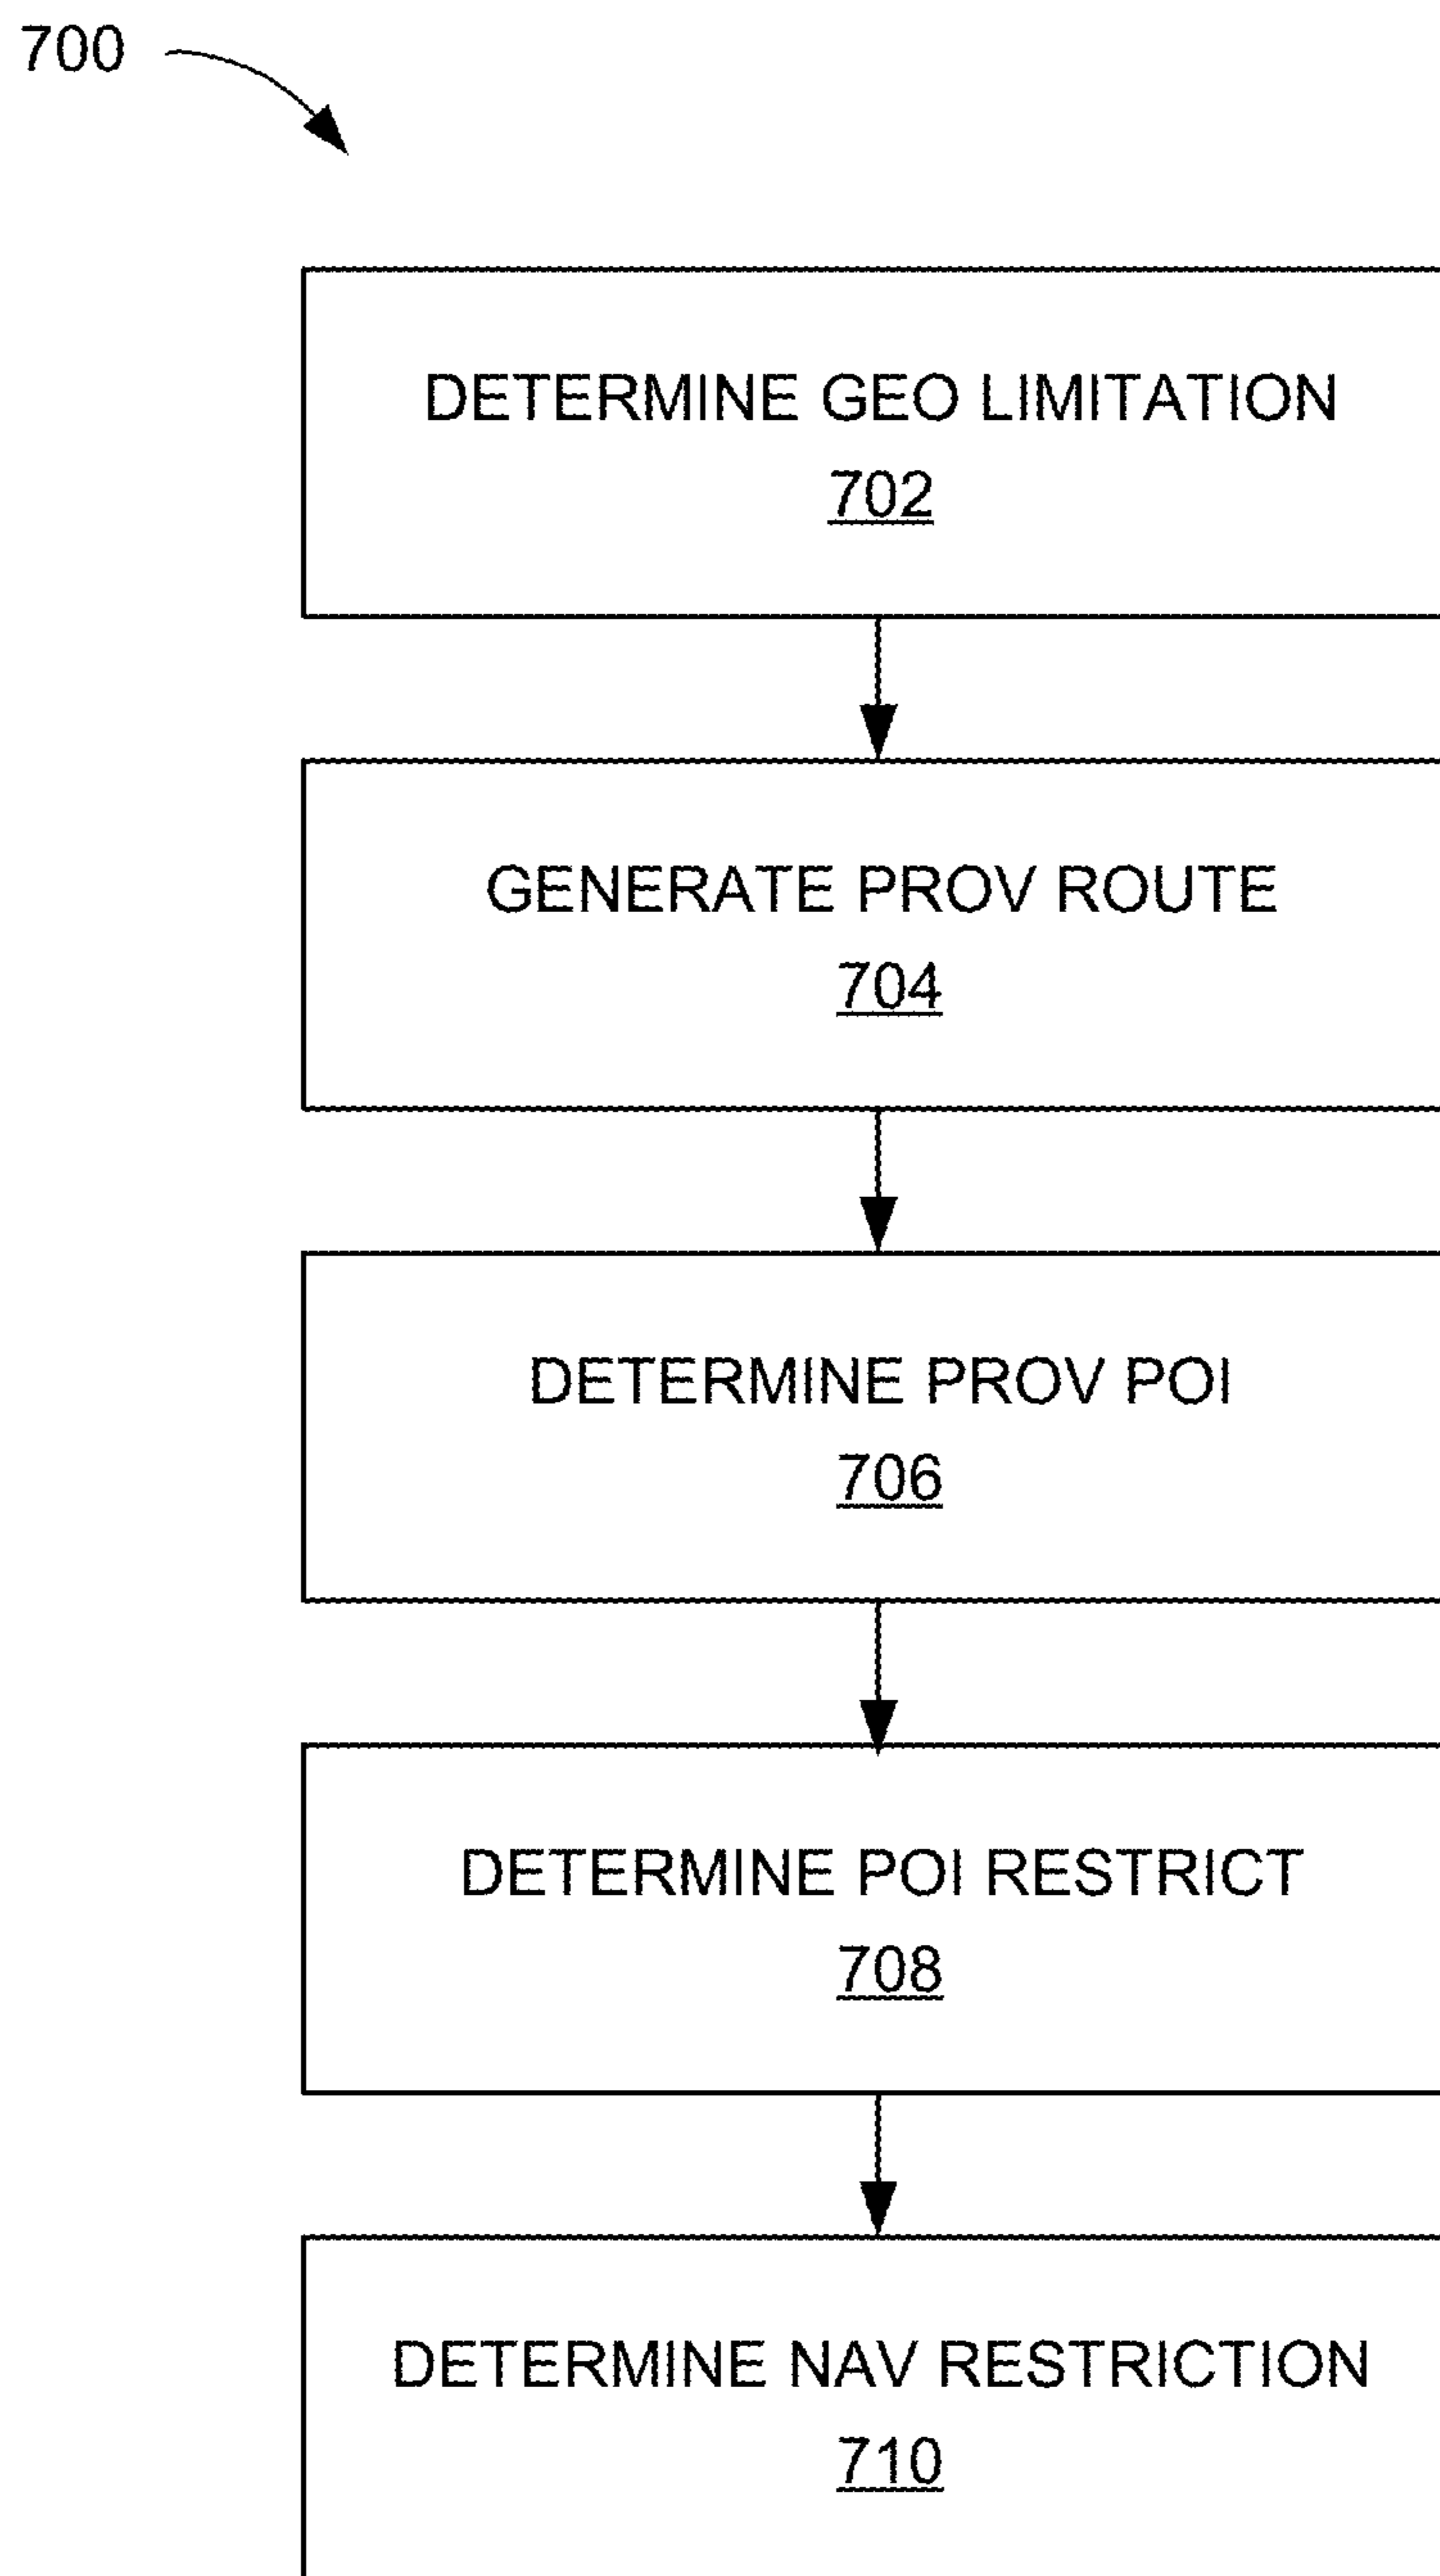 700
DETERMINE GEO LIMITATION
702
GENERATE PROV ROUTE
704
DETERMINE PROV POI
706
DETERMINE POI RESTRICT
708
DETERMINE NAV RESTRICTION
710